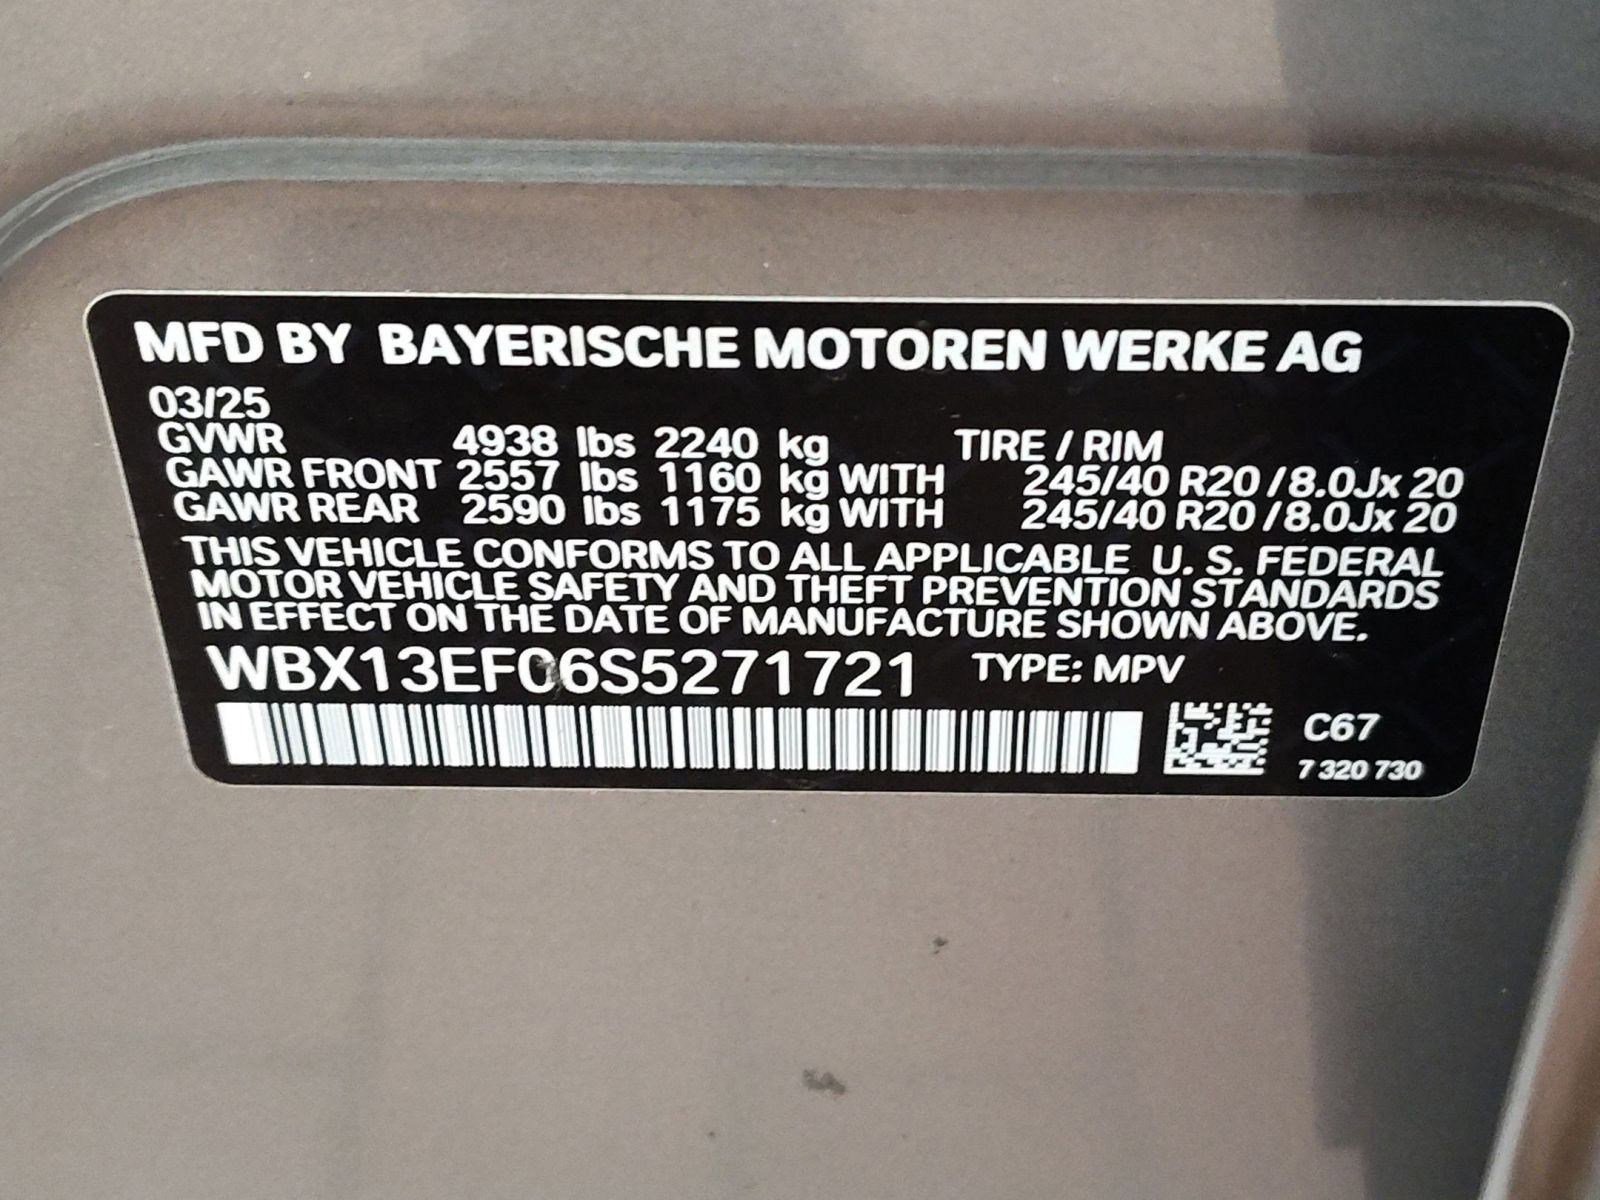 MFD BY BAYERISCHE MOTOREN WERKE AG
03/25
GVWR 4938 lbs 2240 kg TIRE / RIM
GAWR FRONT 2557 lbs 1160 kg WITH 245/40 R20 / 8.0Jx 20
GAWR REAR 2590 lbs 1175 kg WITH 245/40 R20 / 8.0Jx 20
THIS VEHICLE CONFORMS TO ALL APPLICABLE U. S. FEDERAL
MOTOR VEHICLE SAFETY AND THEFT PREVENTION STANDARDS
IN EFFECT ON THE DATE OF MANUFACTURE SHOWN ABOVE.
WBX13EF06S5271721 TYPE: MPV
C67
7 320 730